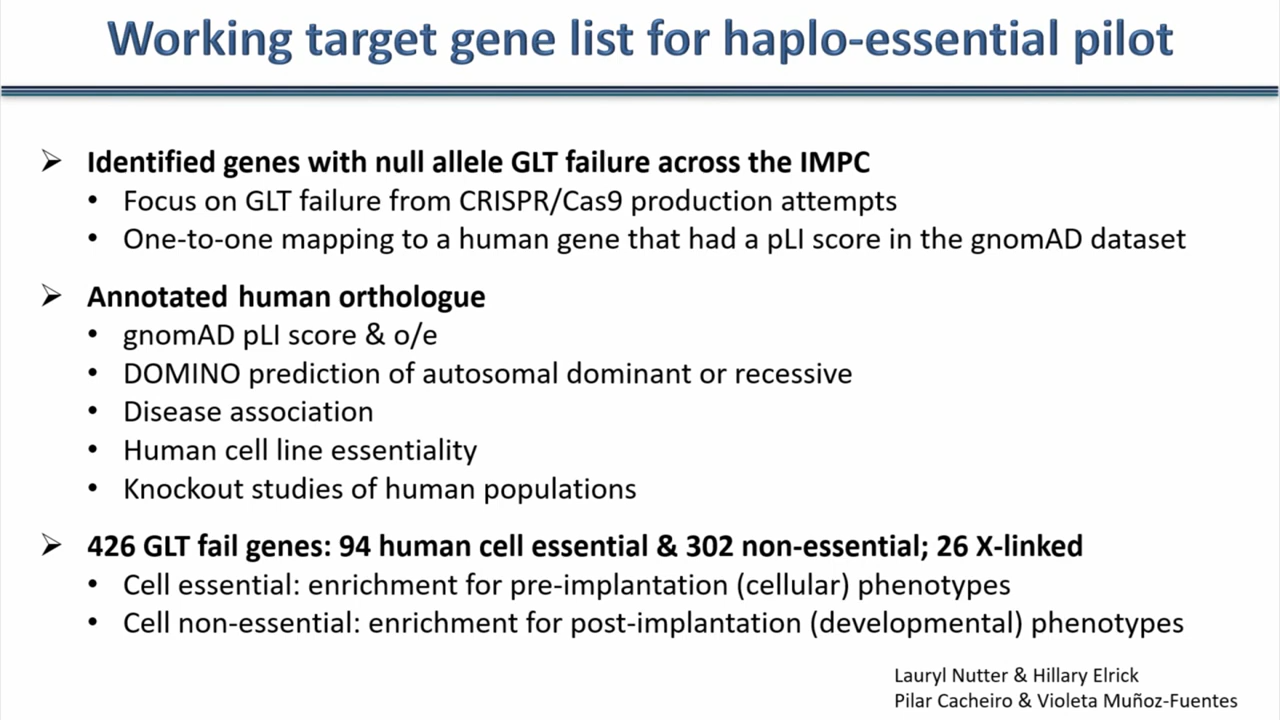 Working target gene list for haplo-essential pilot
➢ Identified genes with null allele GLT failure across the IMPC
• Focus on GLT failure from CRISPR/Cas9 production attempts
• One-to-one mapping to a human gene that had a pLI score in the gnomAD dataset
➢ Annotated human orthologue
• gnomAD pLI score & o/e
• DOMINO prediction of autosomal dominant or recessive
• Disease association
• Human cell line essentiality
• Knockout studies of human populations
➢ 426 GLT fail genes: 94 human cell essential & 302 non-essential; 26 X-linked
• Cell essential: enrichment for pre-implantation (cellular) phenotypes
• Cell non-essential: enrichment for post-implantation (developmental) phenotypes
Lauryl Nutter & Hillary Elrick
Pilar Cacheiro & Violeta Muñoz-Fuentes